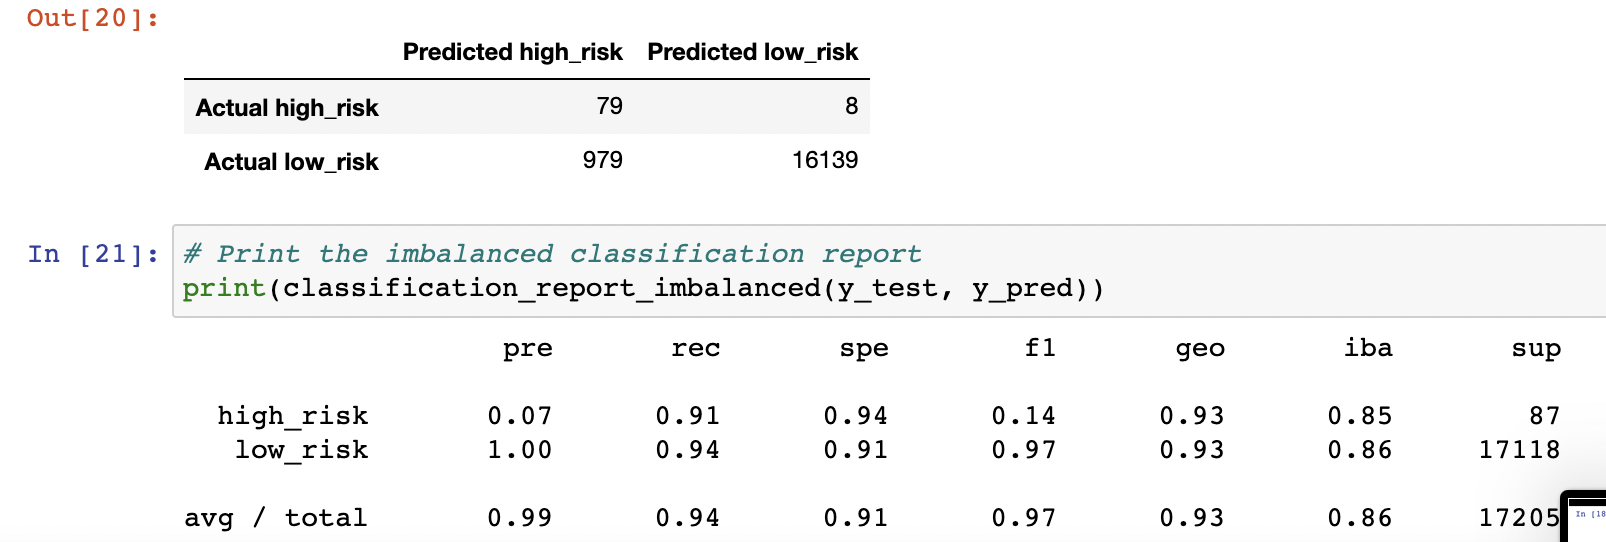 Out[20]:
Predicted high_risk Predicted low_risk
Actual high_risk 79 8
Actual low_risk 979 16139
In [21]: # Print the imbalanced classification report
print(classification_report_imbalanced(y_test, y_pred))
pre rec spe f1 geo iba sup
high_risk 0.07 0.91 0.94 0.14 0.93 0.85 87
low_risk 1.00 0.94 0.91 0.97 0.93 0.86 17118
avg / total 0.99 0.94 0.91 0.97 0.93 0.86 17205
In [18